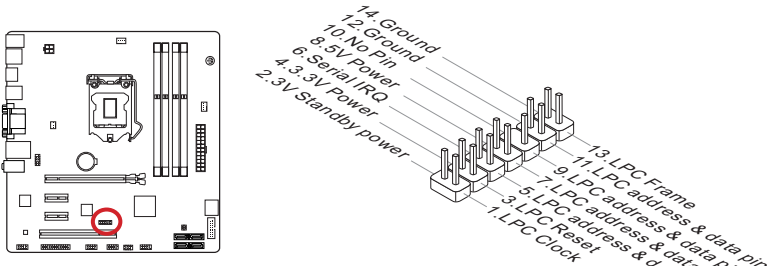 14.Ground
12.Ground
10.No Pin
8.5V Power
6.Serial IRQ
4.3.3V Power
2.3V Standby power
13.LPC Frame
11.LPC address & data pin
9.LPC address & data p
7.LPC address & data
5.LPC address & d
3.LPC Reset
1.LPC Clock